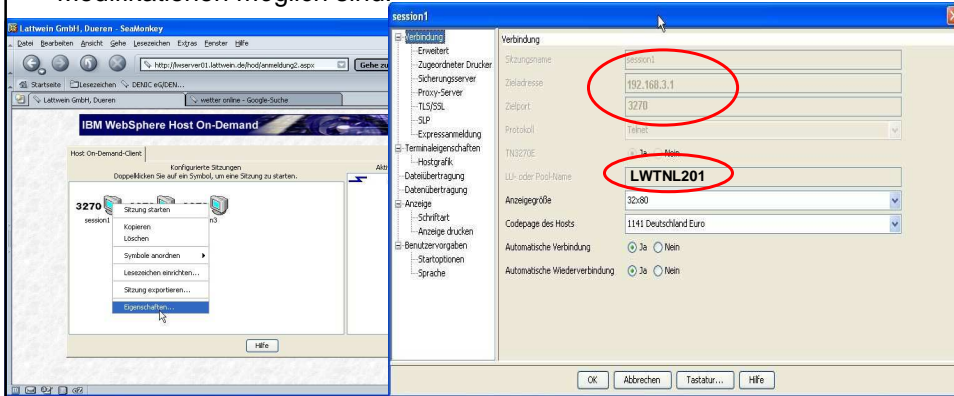 Modifikationen möglich sind.
Lattwein GmbH, Dueren - SeaMonkey
Datei Bearbeiten Ansicht Gehe Lesezeichen Extras Fenster Hilfe
http://lwserver01.lattwein.de/hod/anmeldung2.aspx
Gehe zu
Startseite Lesezeichen DENIC eG/DEN...
Lattwein GmbH, Dueren
wetter online - Google-Suche
IBM WebSphere Host On-Demand
Host On-Demand-Client
Konfigurierte Sitzungen
Doppelklicken Sie auf ein Symbol, um eine Sitzung zu starten.
3270
session1
n3
Sitzung starten
Kopieren
Löschen
Symbole anordnen
Lesezeichen einrichten...
Sitzung exportieren...
Eigenschaften...
Hilfe
session1
Verbindung
Erweitert
Zugeordneter Drucker
Sicherungsserver
Proxy-Server
TLS/SSL
SLP
Expressanmeldung
Terminaleigenschaften
Hostgrafik
Dateiübertragung
Datenübertragung
Anzeige
Schriftart
Anzeige drucken
Benutzervorgaben
Startoptionen
Sprache
Verbindung
Sitzungsname session1
Zieladresse 192.168.3.1
Zielport 3270
Protokoll Telnet
TN3270E Ja Nein
LU- oder Pool-Name LWTNL201
Anzeigegröße 32x80
Codepage des Hosts 1141 Deutschland Euro
Automatische Verbindung Ja Nein
Automatische Wiederverbindung Ja Nein
OK Abbrechen Tastatur... Hilfe